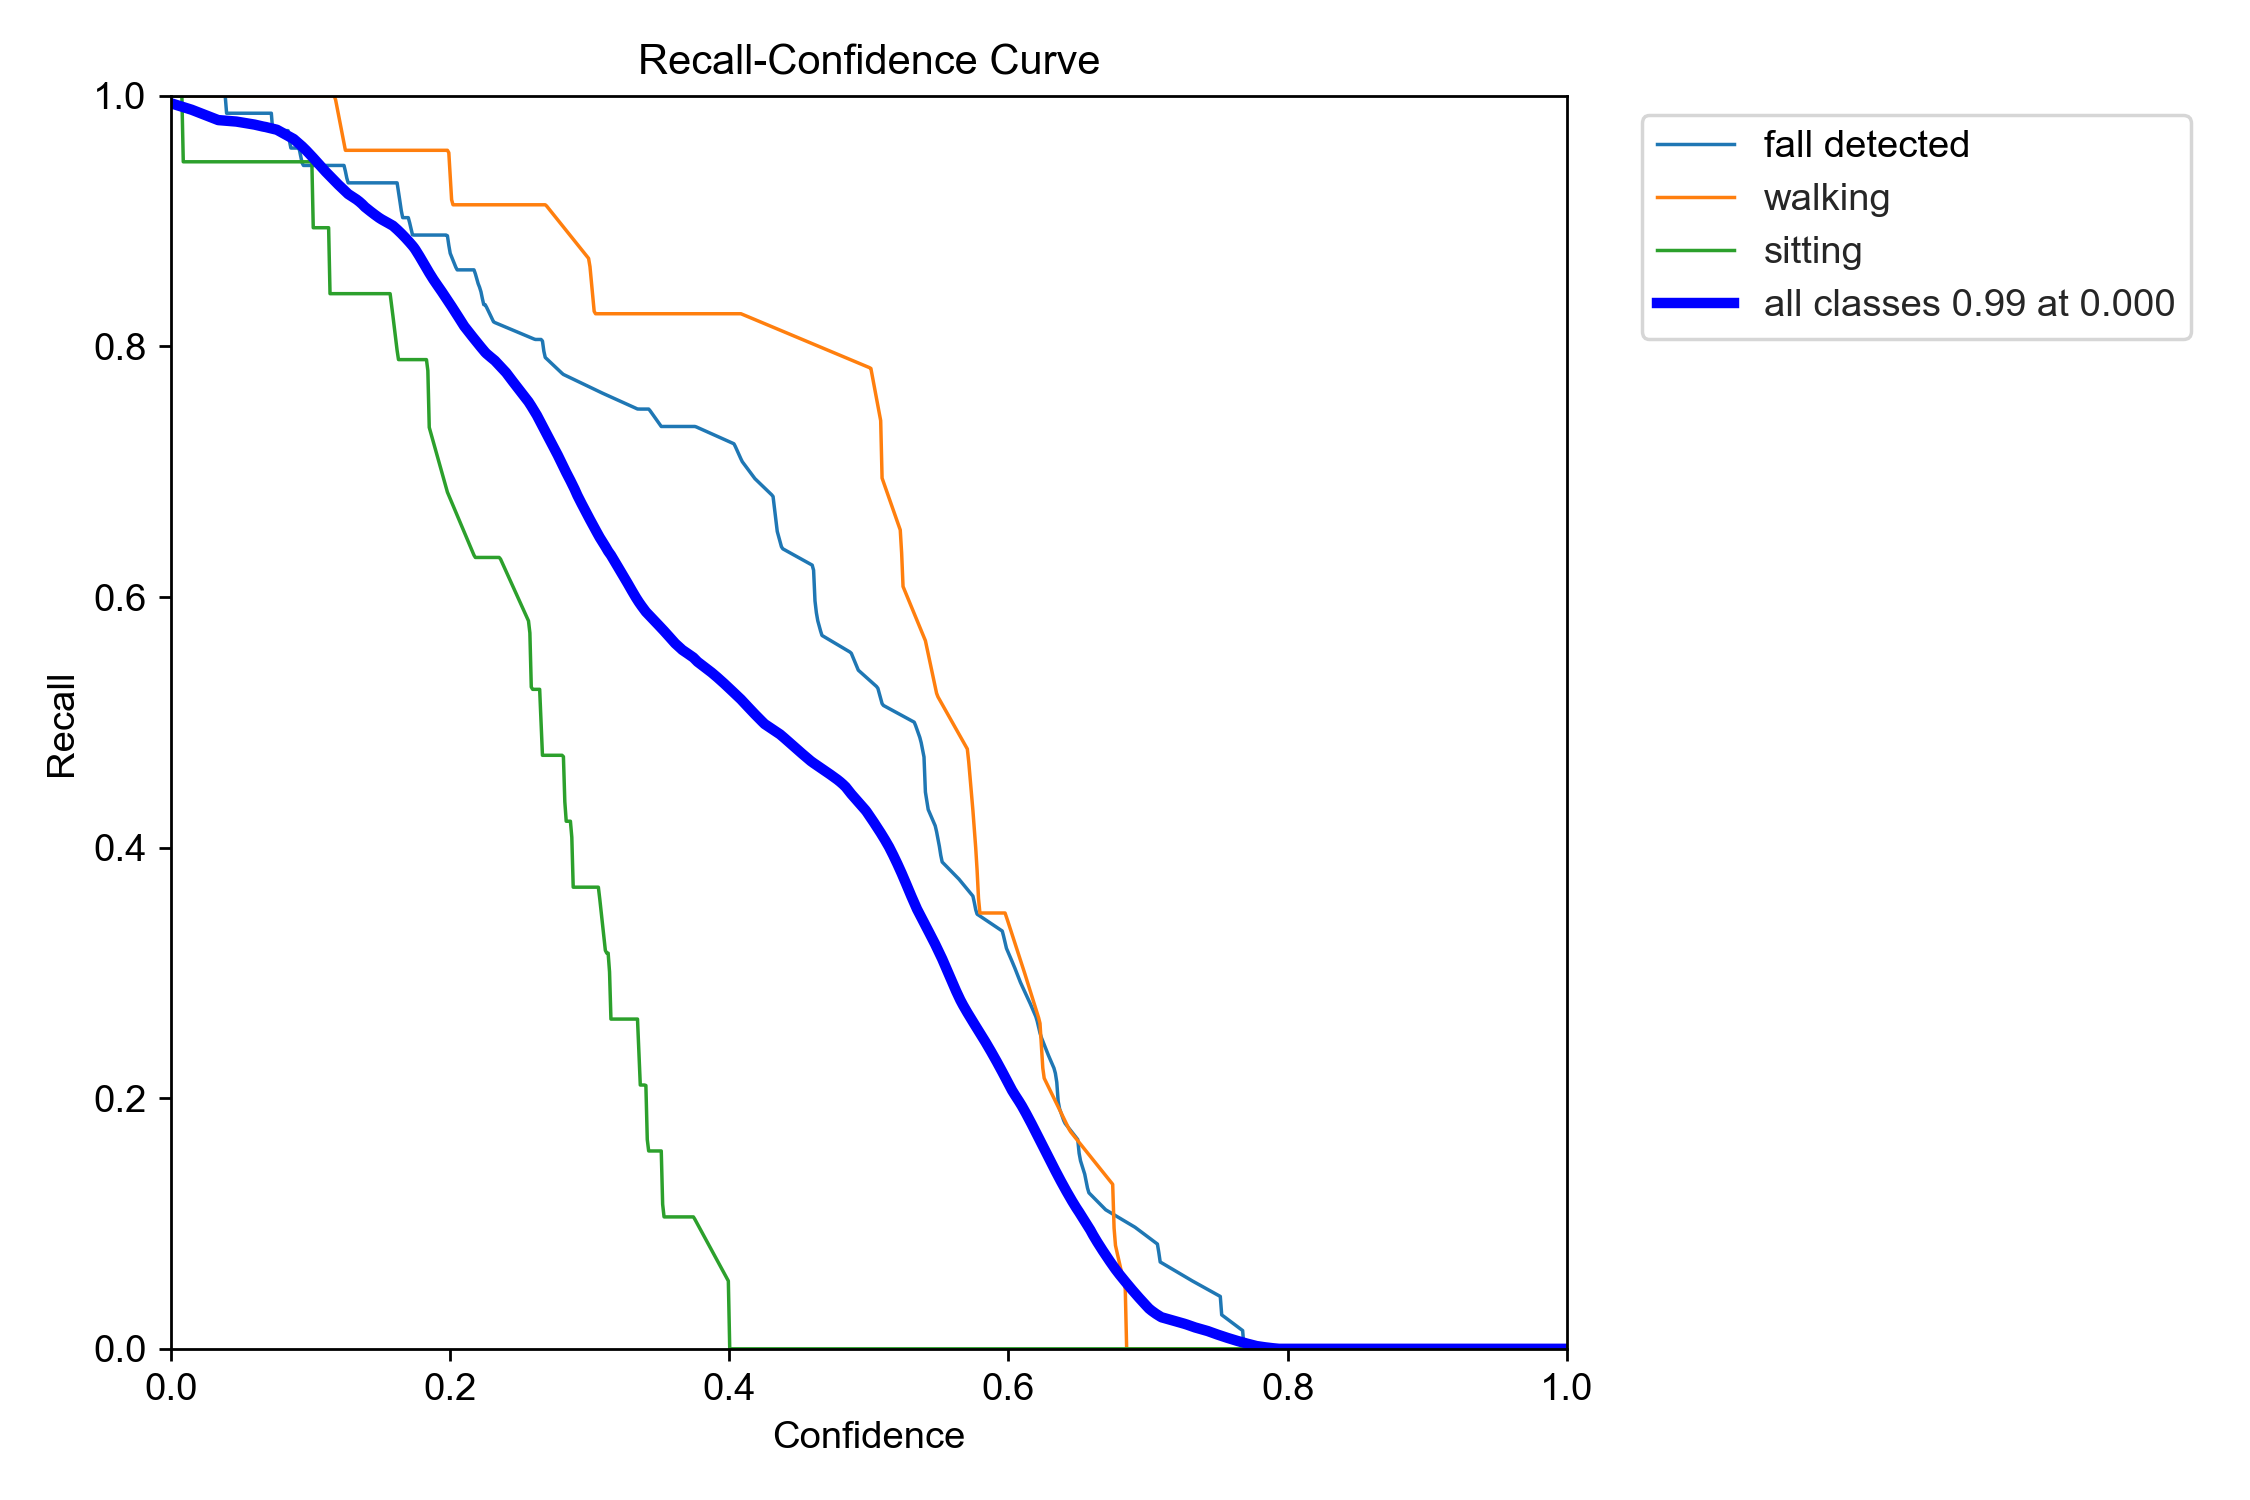 Recall-Confidence Curve
1.0
0.8
0.6
0.4
0.2
0.0
Recall
0.0 0.2 0.4 0.6 0.8 1.0
Confidence
fall detected
walking
sitting
all classes 0.99 at 0.000